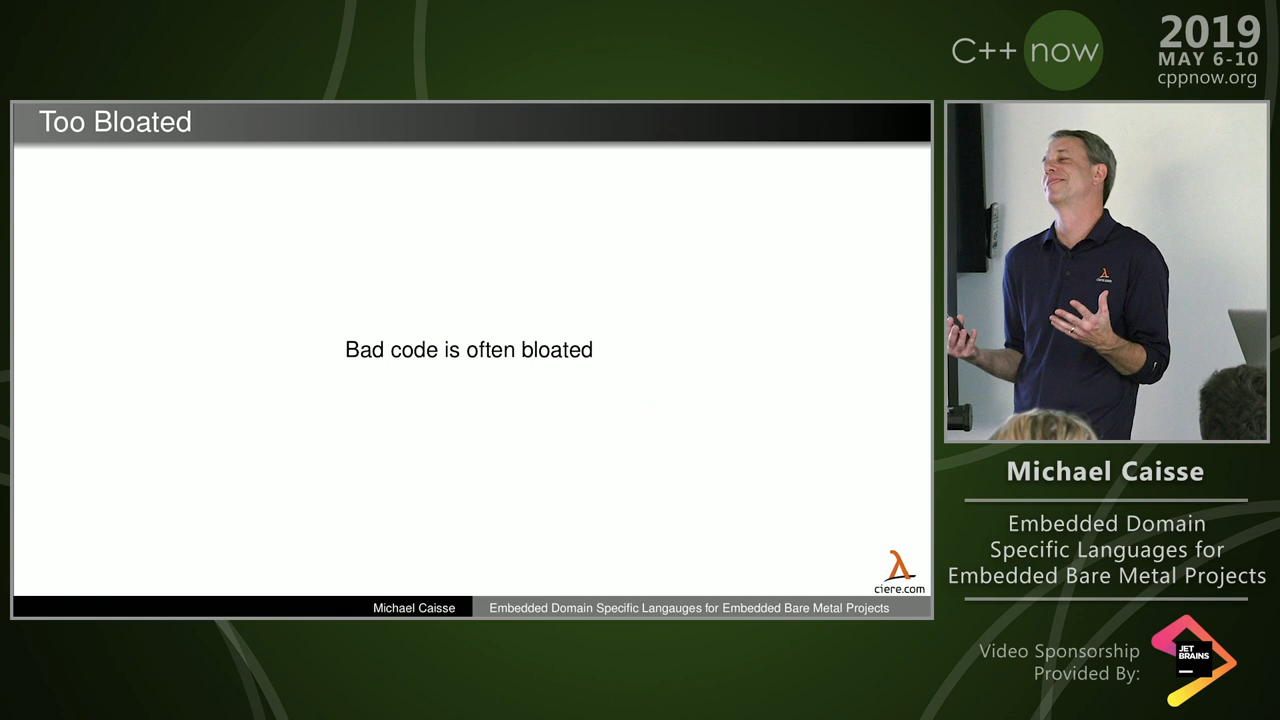 C++ now
2019
MAY 6-10
cppnow.org
Too Bloated
Bad code is often bloated
ciere.com
Michael Caisse
Embedded Domain Specific Langauges for Embedded Bare Metal Projects
Michael Caisse
Embedded Domain
Specific Languages for
Embedded Bare Metal Projects
Video Sponsorship
Provided By:
JET
BRAINS